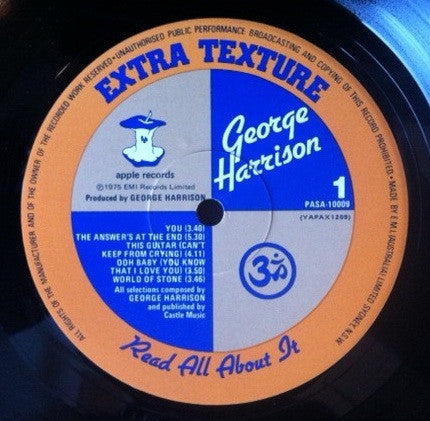 ALL RIGHTS OF THE MANUFACTURER AND OF THE OWNER OF THE RECORDED WORK RESERVED•UNAUTHORISED PUBLIC PERFORMANCE BROADCASTING AND COPYING OF THIS RECORD PROHIBITED•MADE BY E.M.I. (AUSTRALIA) LIMITED SYDNEY N.S.W.
EXTRA TEXTURE
George
Harrison
apple records
℗1975 EMI Records Limited
Produced by GEORGE HARRISON
1
PASA-10009
(YAPAX1209)
YOU (3.40)
THE ANSWER'S AT THE END (5.30)
THIS GUITAR (CAN'T
KEEP FROM CRYING) (4.11)
OOH BABY (YOU KNOW
THAT I LOVE YOU) (3.50)
WORLD OF STONE (3.46)
All selections composed by
GEORGE HARRISON
and published by
Castle Music
ॐ
Read All About It